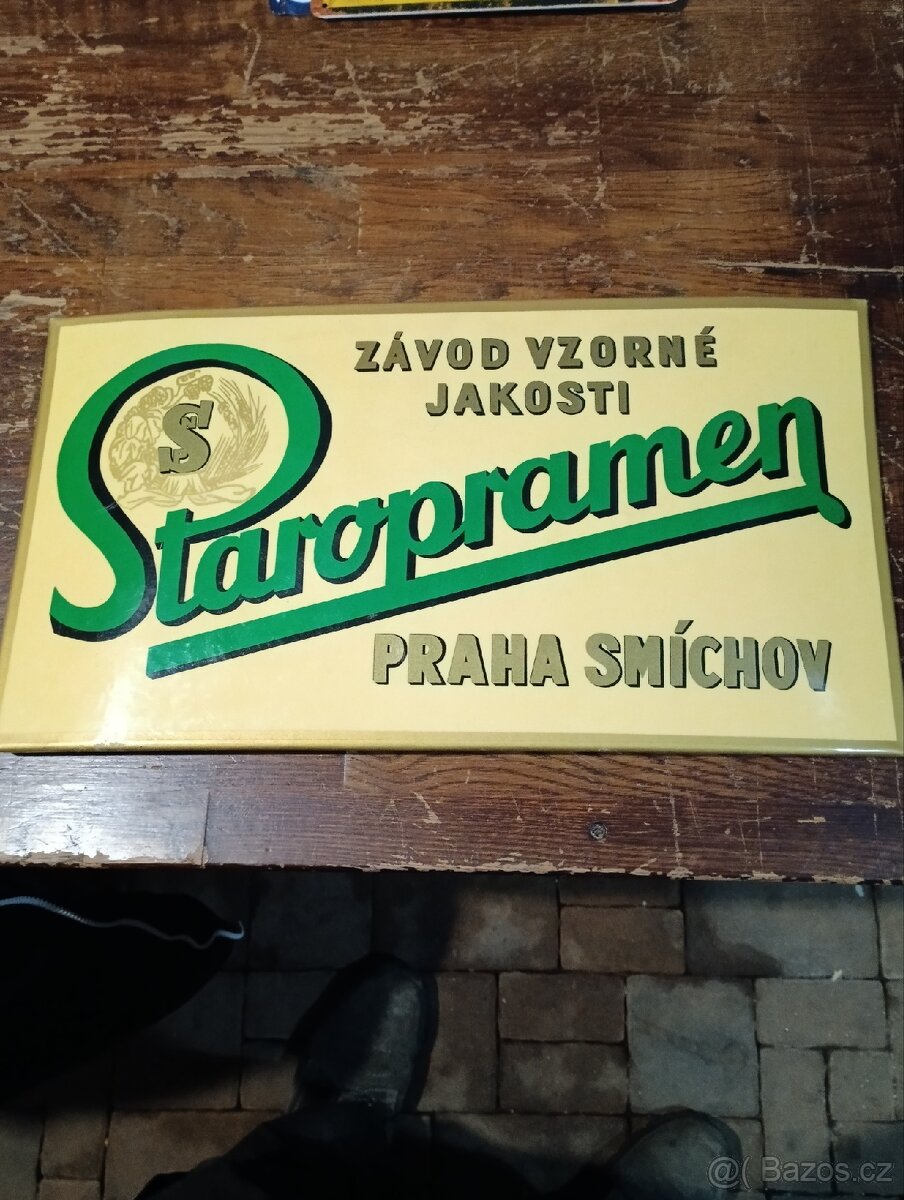 ZÁVOD VZORNÉ
JAKOSTI
S
Staropramen
PRAHA SMÍCHOV
@( Bazos.cz